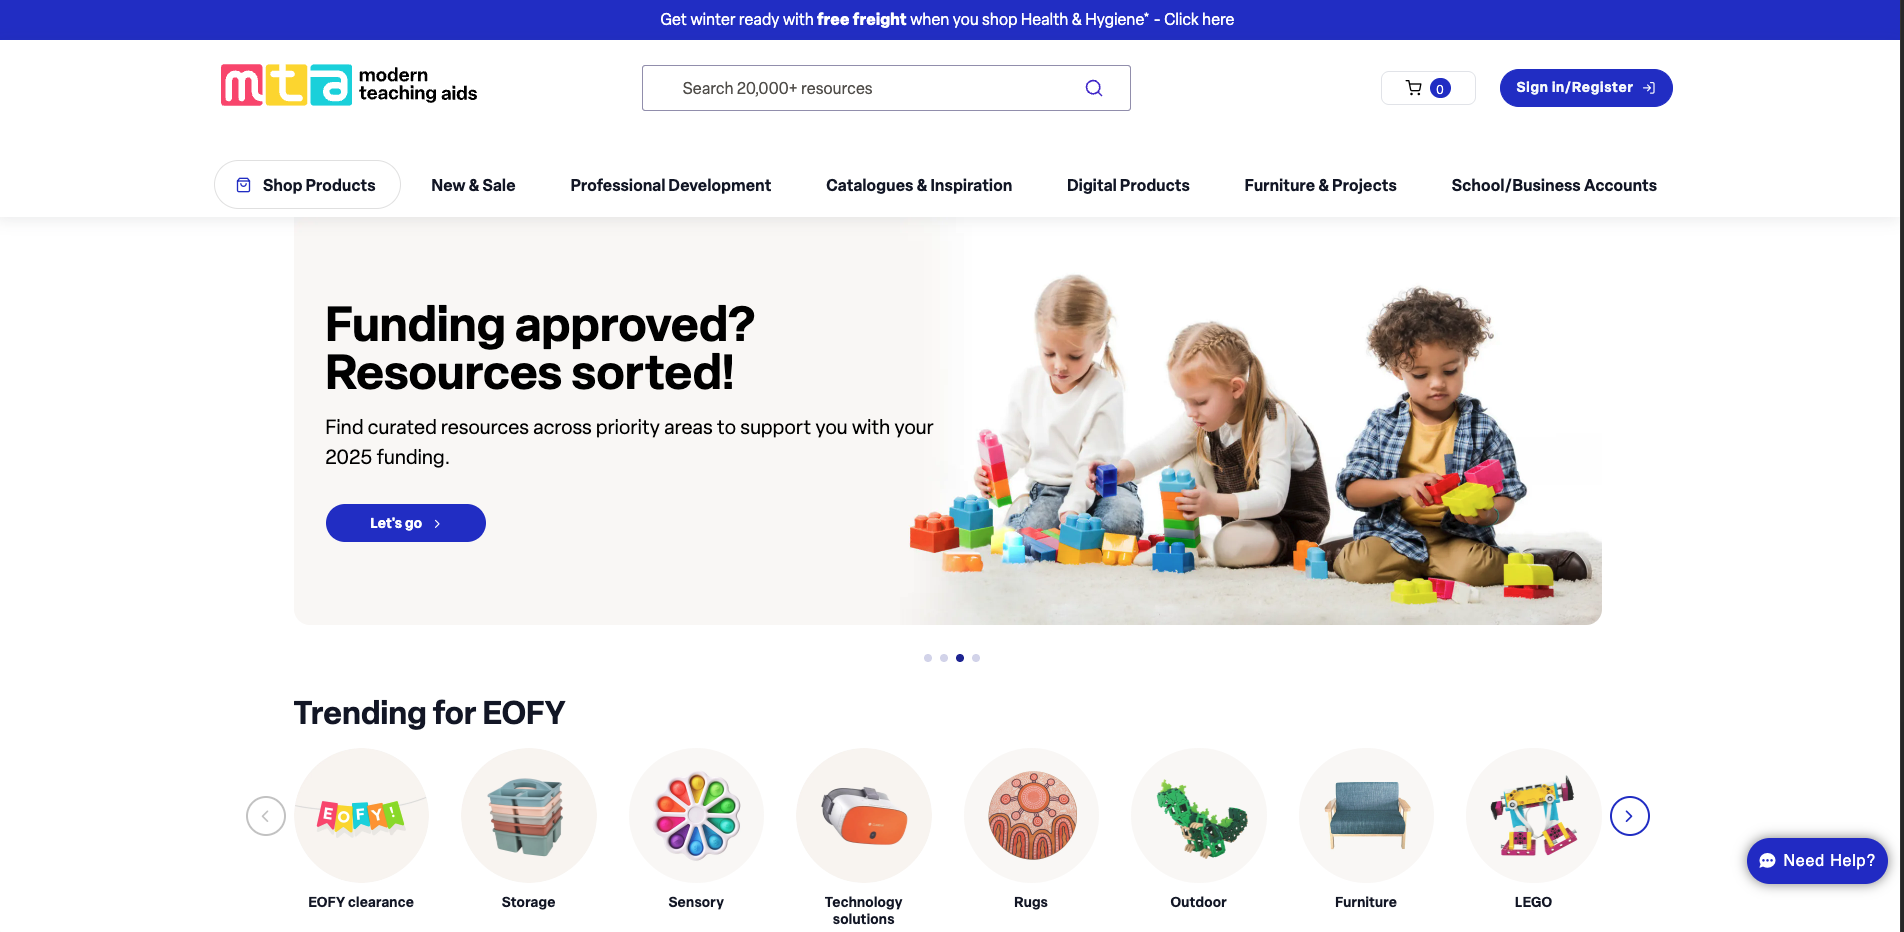 Get winter ready with free freight when you shop Health & Hygiene* - Click here
mta
modern
teaching aids
Search 20,000+ resources
0
Sign in/Register
Shop Products
New & Sale
Professional Development
Catalogues & Inspiration
Digital Products
Furniture & Projects
School/Business Accounts
Funding approved?
Resources sorted!
Find curated resources across priority areas to support you with your
2025 funding.
Let's go
Trending for EOFY
EOFY!
EOFY clearance
Storage
Sensory
Technology
solutions
Rugs
Outdoor
Furniture
LEGO
Need Help?